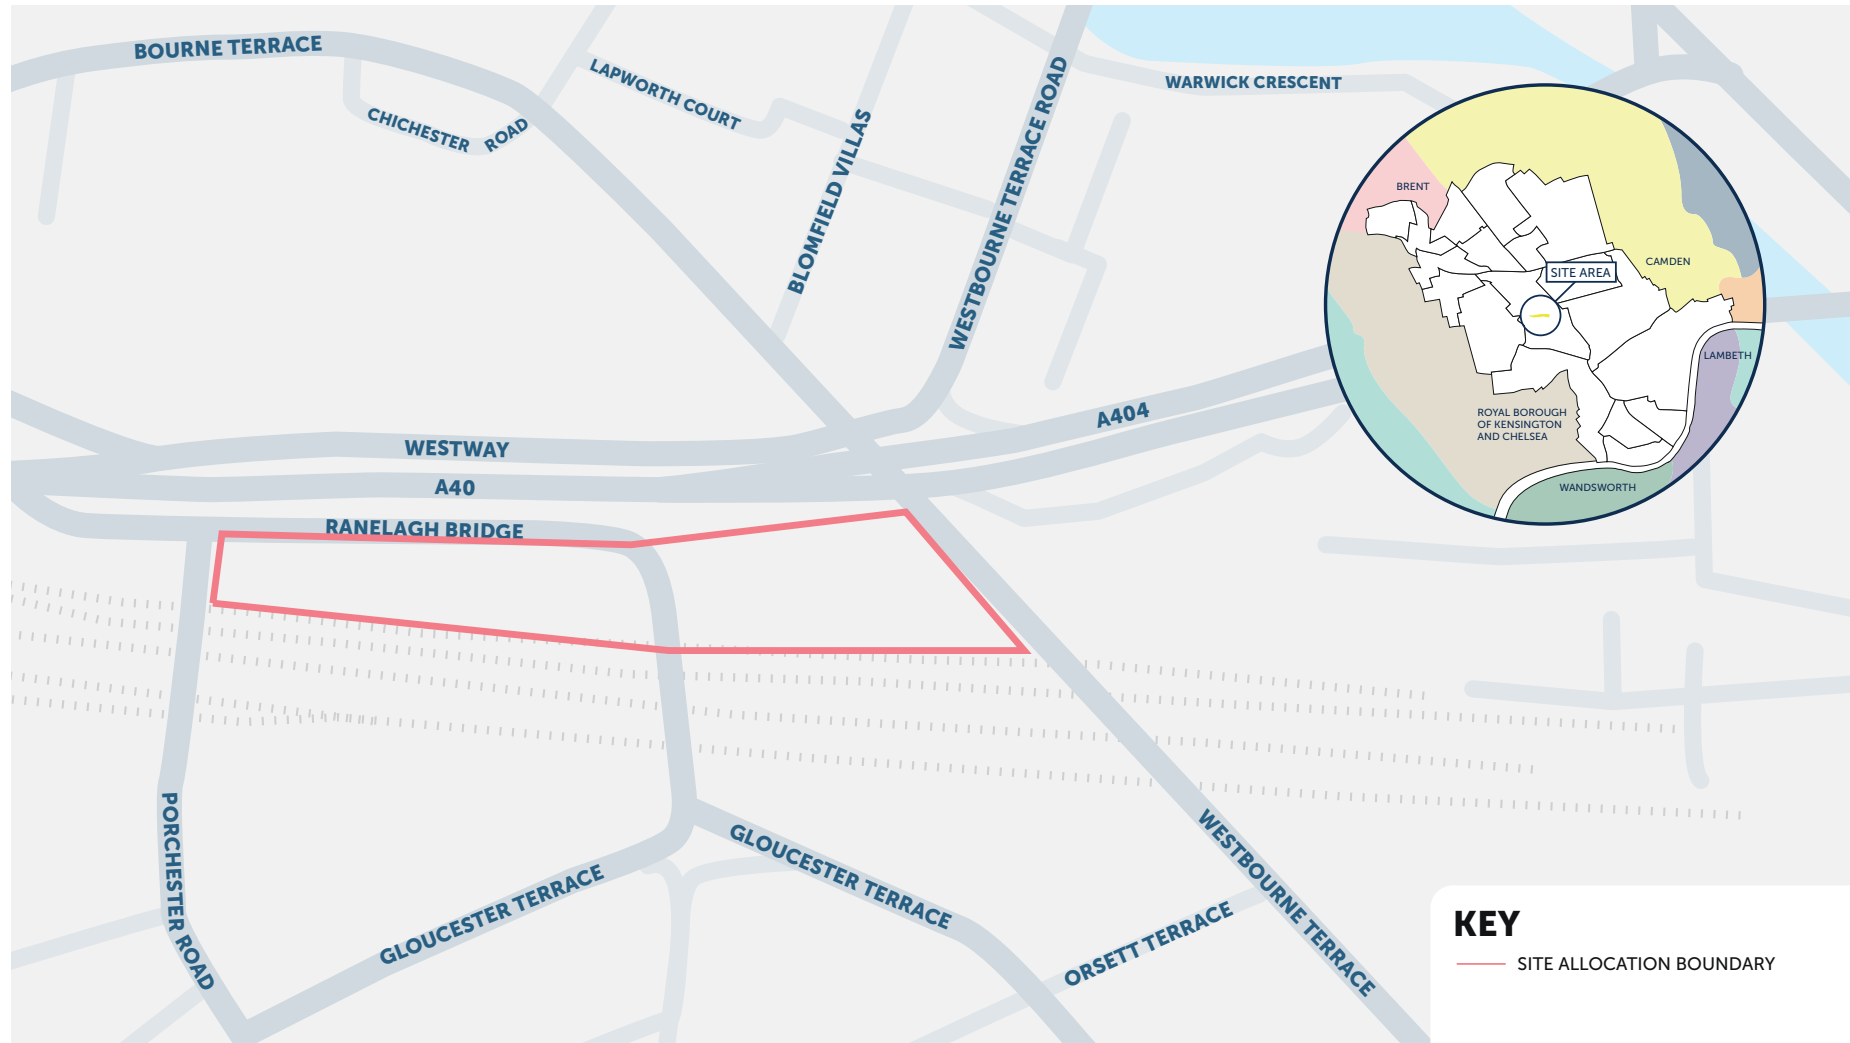 BOURNE TERRACE
CHICHESTER ROAD
LAPWORTH COURT
BLOMFIELD VILLAS
WESTBOURNE TERRACE ROAD
WARWICK CRESCENT
BRENT
CAMDEN
SITE AREA
LAMBETH
ROYAL BOROUGH
OF KENSINGTON
AND CHELSEA
WANDSWORTH
A404
WESTWAY
A40
RANELAGH BRIDGE
PORCHESTER ROAD
GLOUCESTER TERRACE
GLOUCESTER TERRACE
WESTBOURNE TERRACE
ORSETT TERRACE
KEY
SITE ALLOCATION BOUNDARY